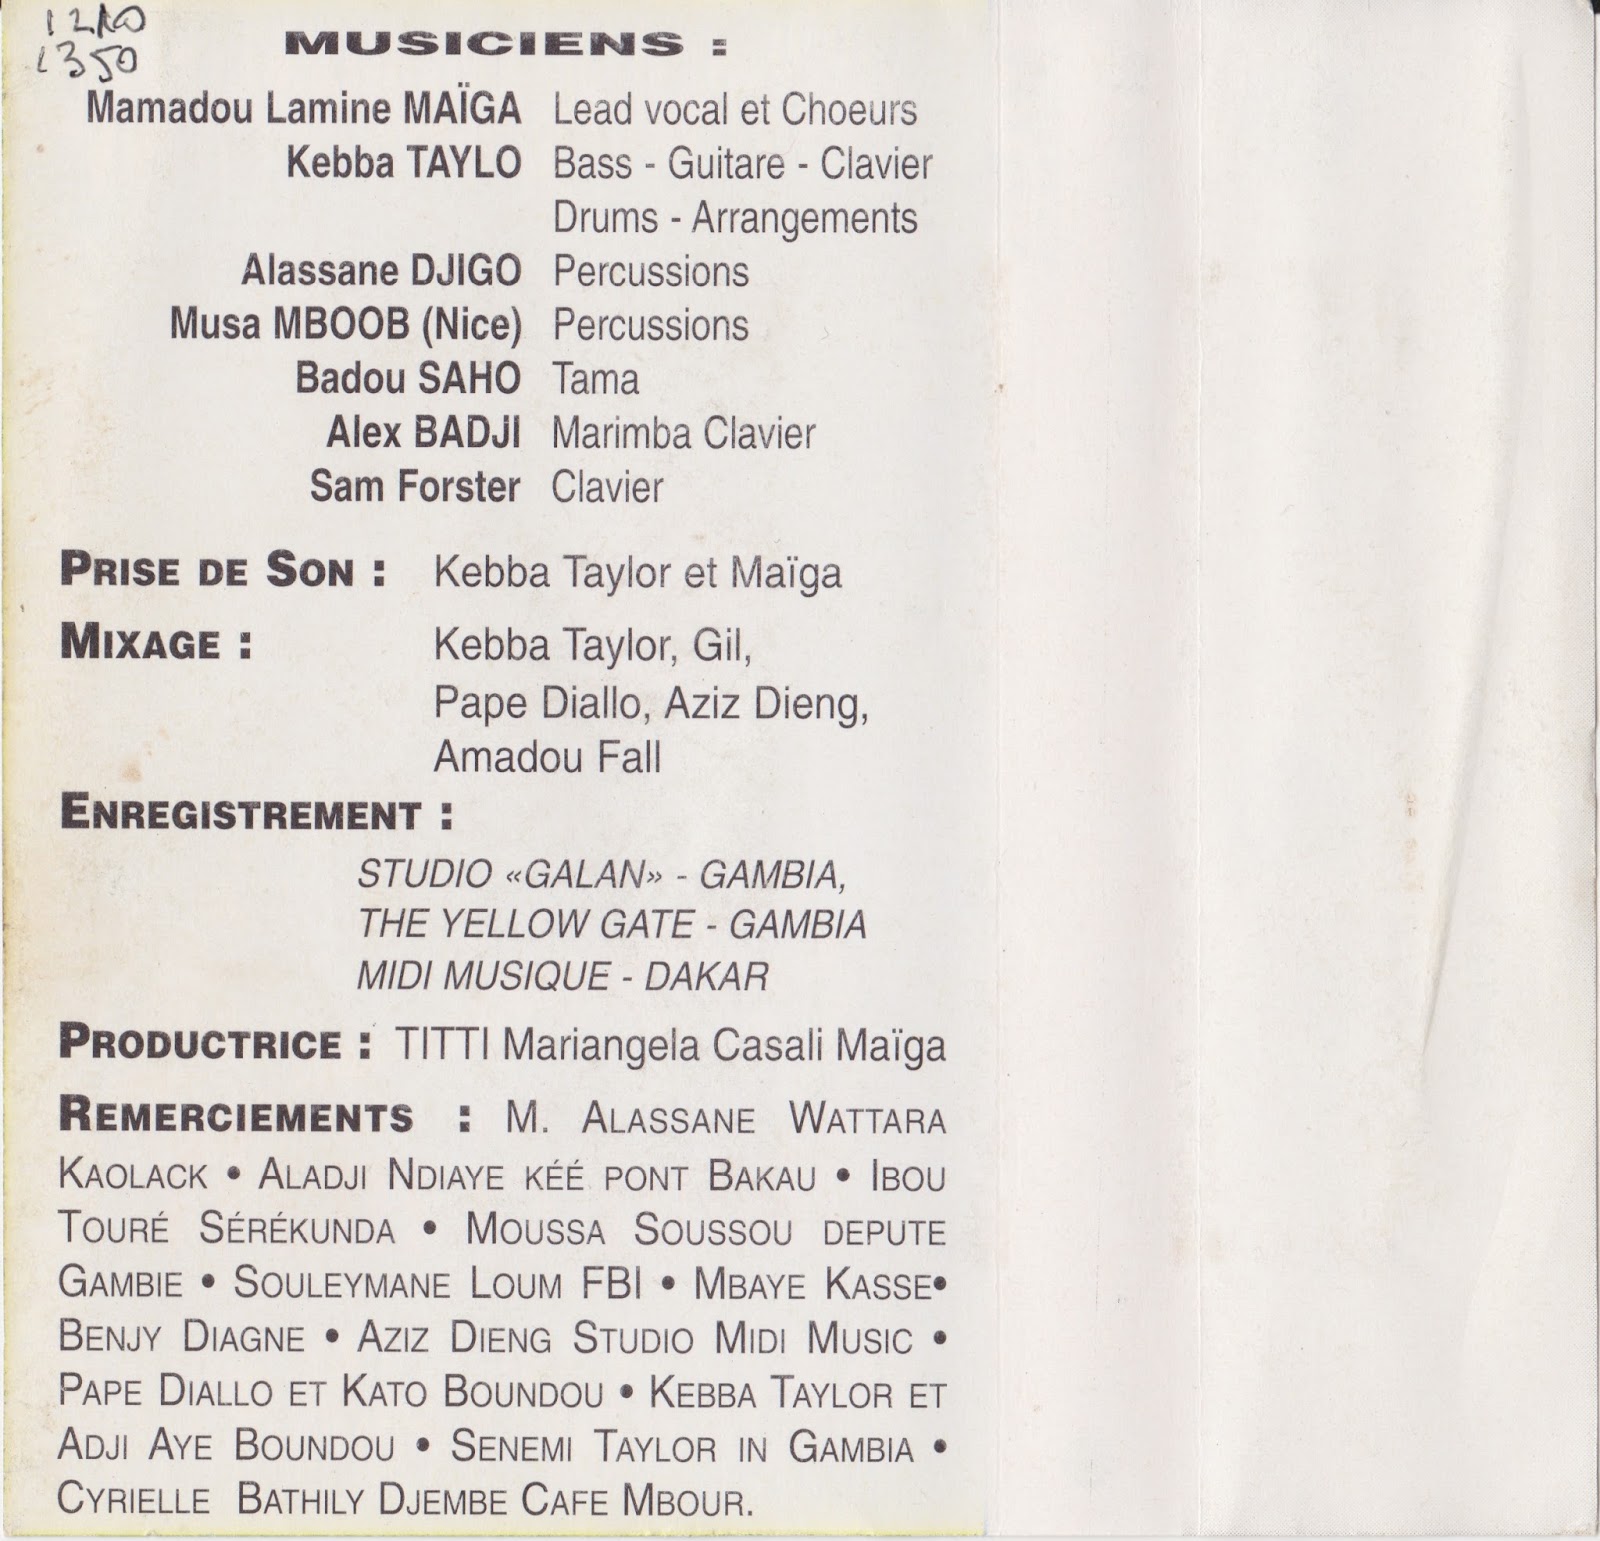 1210
1350
MUSICIENS :
Mamadou Lamine MAÏGA Lead vocal et Choeurs
Kebba TAYLO Bass - Guitare - Clavier
Drums - Arrangements
Alassane DJIGO Percussions
Musa MBOOB (Nice) Percussions
Badou SAHO Tama
Alex BADJI Marimba Clavier
Sam Forster Clavier
PRISE DE SON : Kebba Taylor et Maïga
MIXAGE : Kebba Taylor, Gil,
Pape Diallo, Aziz Dieng,
Amadou Fall
ENREGISTREMENT :
STUDIO «GALAN» - GAMBIA,
THE YELLOW GATE - GAMBIA
MIDI MUSIQUE - DAKAR
PRODUCTRICE : TITTI Mariangela Casali Maïga
REMERCIEMENTS : M. ALASSANE WATTARA
KAOLACK • ALADJI NDIAYE KÉÉ PONT BAKAU • IBOU
TOURÉ SÉRÉKUNDA • MOUSSA SOUSSOU DEPUTE
GAMBIE • SOULEYMANE LOUM FBI • MBAYE KASSE•
BENJY DIAGNE • AZIZ DIENG STUDIO MIDI MUSIC •
PAPE DIALLO ET KATO BOUNDOU • KEBBA TAYLOR ET
ADJI AYE BOUNDOU • SENEMI TAYLOR IN GAMBIA •
CYRIELLE BATHILY DJEMBE CAFE MBOUR.